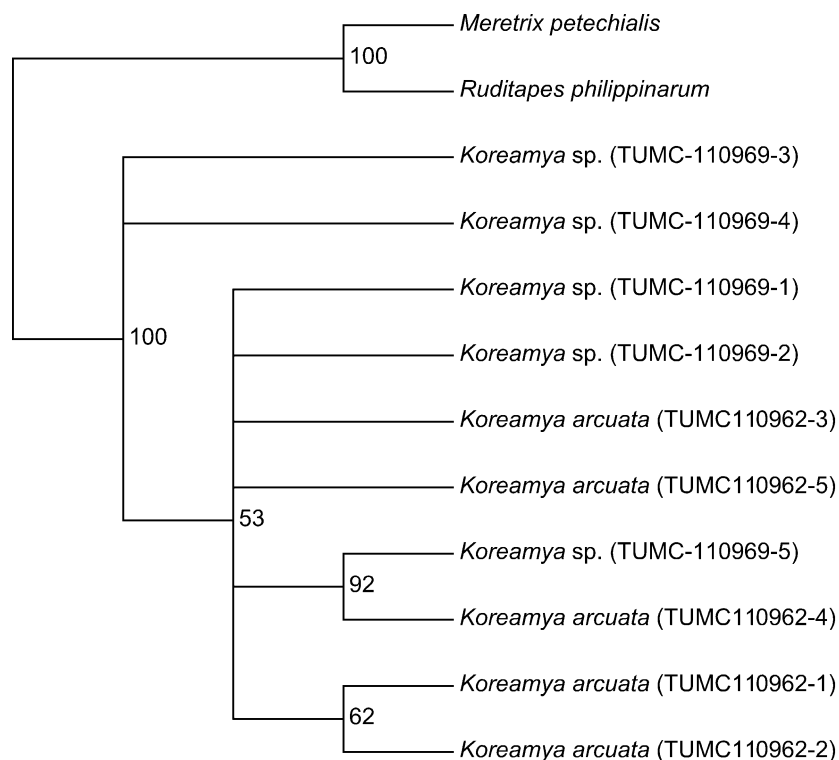 Meretrix petechialis
100
Ruditapes philippinarum
Koreamya sp. (TUMC-110969-3)
Koreamya sp. (TUMC-110969-4)
Koreamya sp. (TUMC-110969-1)
100
Koreamya sp. (TUMC-110969-2)
Koreamya arcuata (TUMC110962-3)
Koreamya arcuata (TUMC110962-5)
53
Koreamya sp. (TUMC-110969-5)
92
Koreamya arcuata (TUMC110962-4)
Koreamya arcuata (TUMC110962-1)
62
Koreamya arcuata (TUMC110962-2)